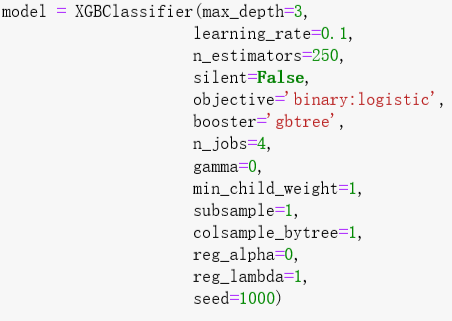 model = XGBClassifier(max_depth=3,
learning_rate=0.1,
n_estimators=250,
silent=False,
objective='binary:logistic',
booster='gbtree',
n_jobs=4,
gamma=0,
min_child_weight=1,
subsample=1,
colsample_bytree=1,
reg_alpha=0,
reg_lambda=1,
seed=1000)